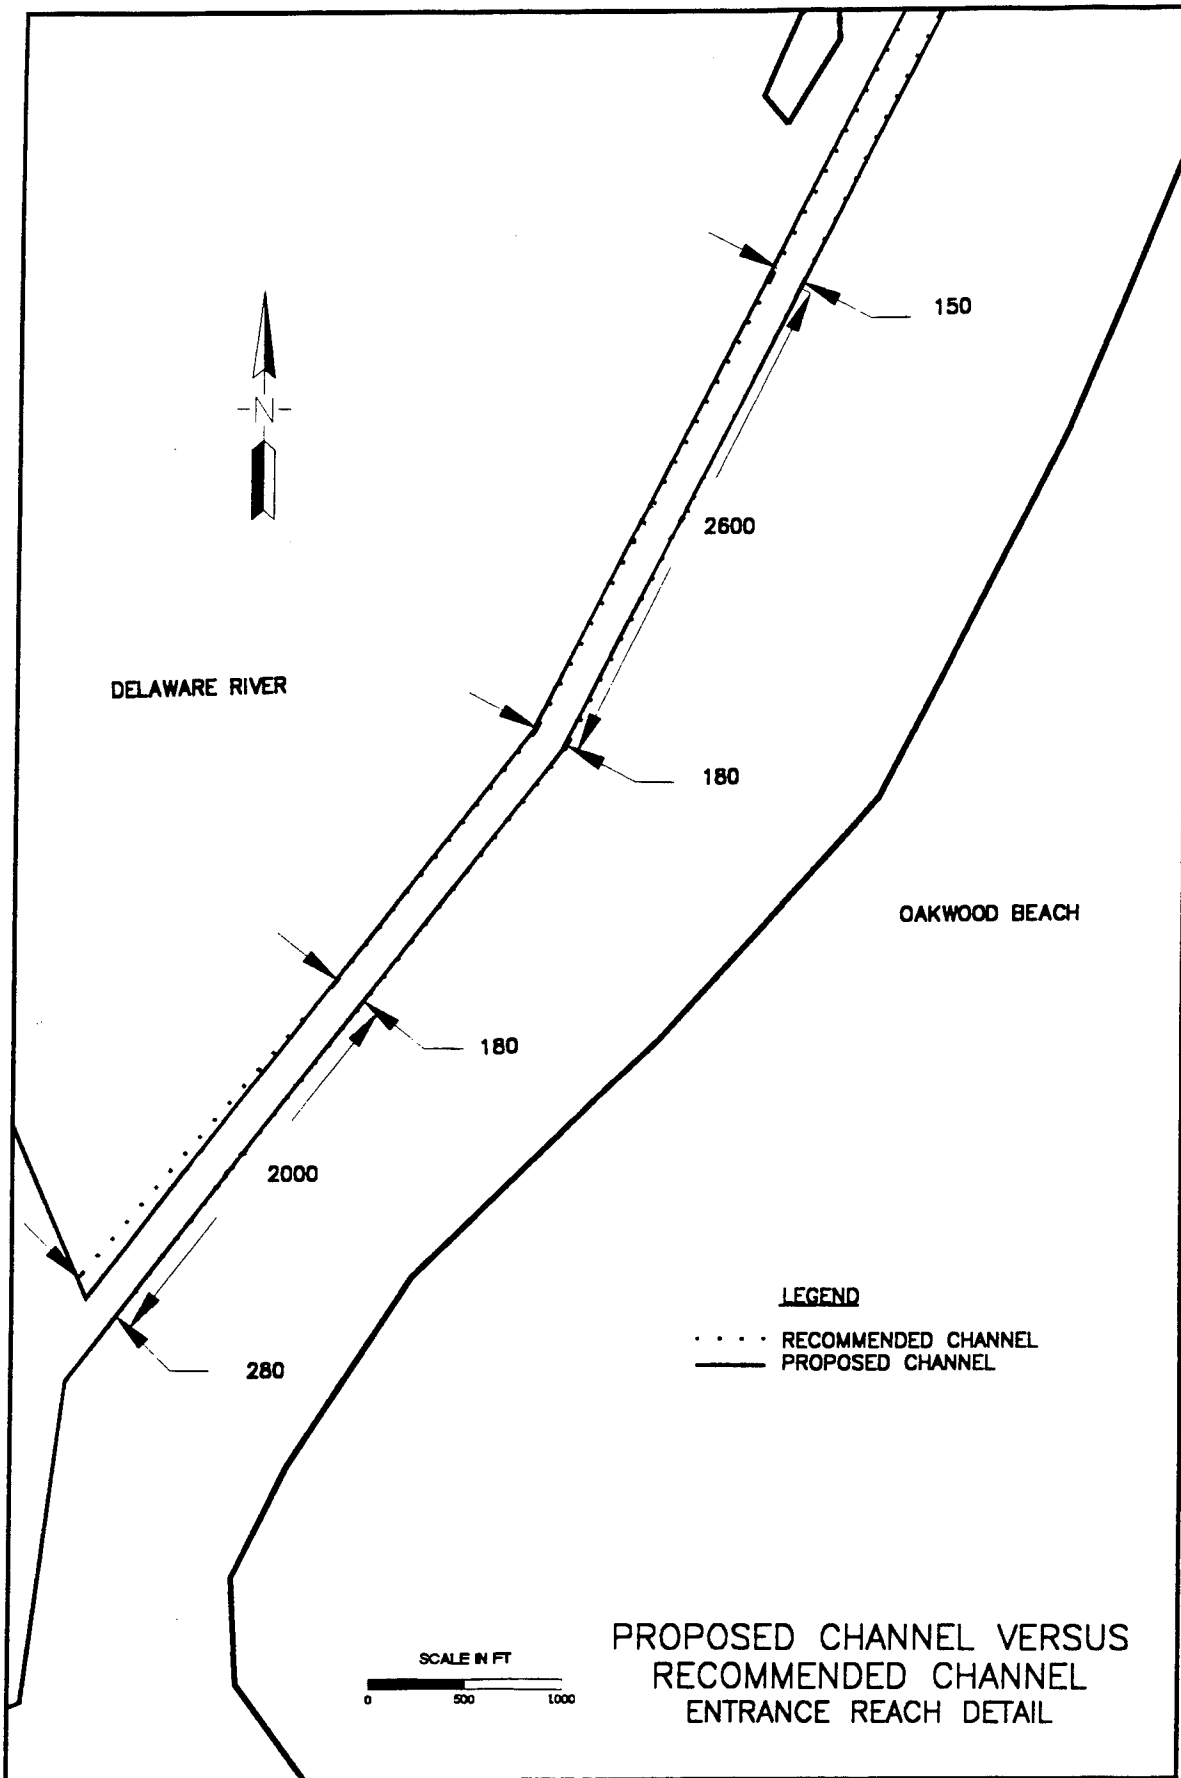 150
N
2600
DELAWARE RIVER
180
OAKWOOD BEACH
180
2000
LEGEND
RECOMMENDED CHANNEL
PROPOSED CHANNEL
280
PROPOSED CHANNEL VERSUS
RECOMMENDED CHANNEL
ENTRANCE REACH DETAIL
SCALE IN FT
0 500 1000